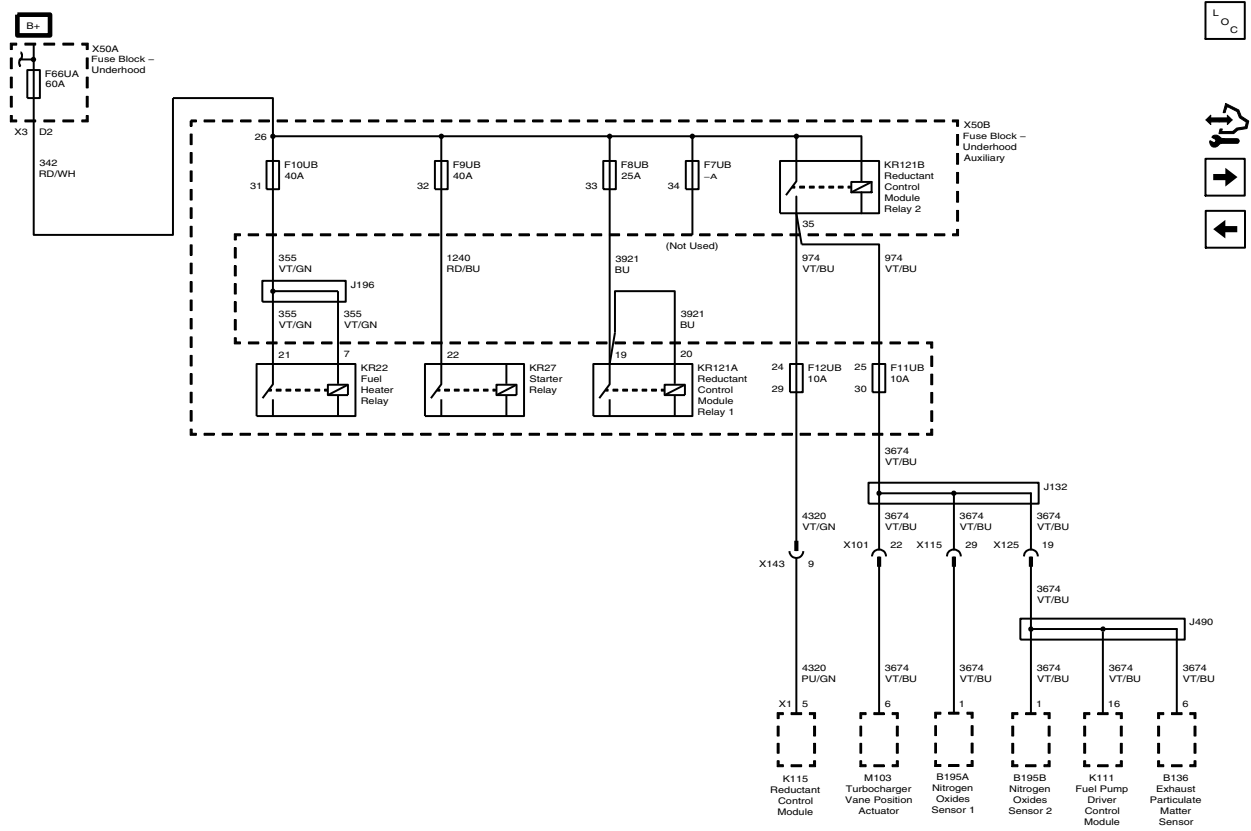 B+
X50A
Fuse Block –
Underhood
F66UA
60A
X3 D2
342
RD/WH
L
O
C
X50B
Fuse Block –
Underhood
Auxiliary
26
F10UB
40A
31
F9UB
40A
32
F8UB
25A
33
F7UB
–A
34
KR121B
Reductant
Control
Module
Relay 2
35
(Not Used)
355
VT/GN
1240
RD/BU
3921
BU
974
VT/BU
974
VT/BU
J196
355
VT/GN
355
VT/GN
3921
BU
21
7
KR22
Fuel
Heater
Relay
22
KR27
Starter
Relay
19
20
KR121A
Reductant
Control
Module
Relay 1
24
29
F12UB
10A
25
30
F11UB
10A
3674
VT/BU
J132
4320
VT/GN
3674
VT/BU
3674
VT/BU
3674
VT/BU
X143 9
X101 22
X115 29
X125 19
3674
VT/BU
J490
4320
PU/GN
3674
VT/BU
3674
VT/BU
3674
VT/BU
3674
VT/BU
3674
VT/BU
X1 5
6
1
1
16
6
K115
Reductant
Control
Module
M103
Turbocharger
Vane Position
Actuator
B195A
Nitrogen
Oxides
Sensor 1
B195B
Nitrogen
Oxides
Sensor 2
K111
Fuel Pump
Driver
Control
Module
B136
Exhaust
Particulate
Matter
Sensor